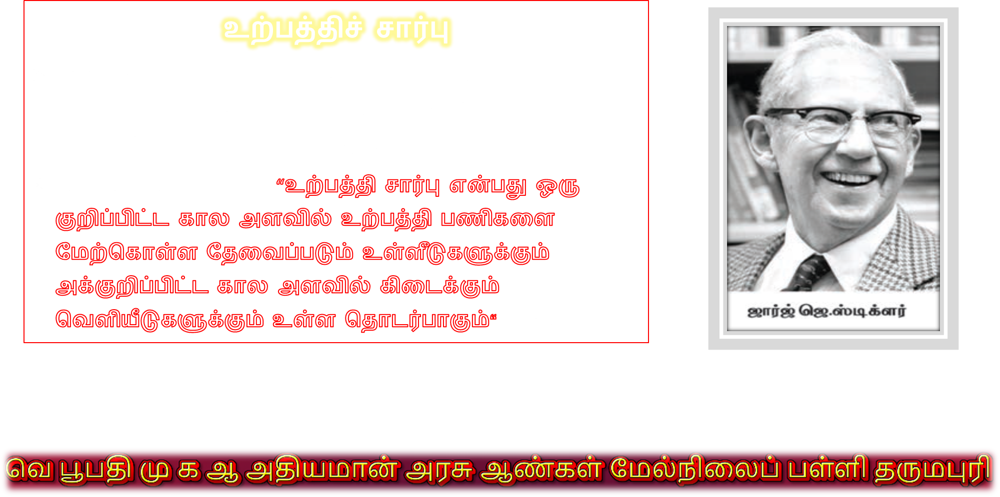 உற்பத்திச் சார்பு
“உற்பத்தி சார்பு என்பது ஒரு
குறிப்பிட்ட கால அளவில் உற்பத்தி பணிகளை
மேற்கொள்ள தேவைப்படும் உள்ளீடுகளுக்கும்
அக்குறிப்பிட்ட கால அளவில் கிடைக்கும்
வெளியீடுகளுக்கும் உள்ள தொடர்பாகும்“
ஜார்ஜ் ஜெ.ஸ்டிக்ளர்
வெ பூபதி மு க ஆ அதியமான் அரசு ஆண்கள் மேல்நிலைப் பள்ளி தருமபுரி